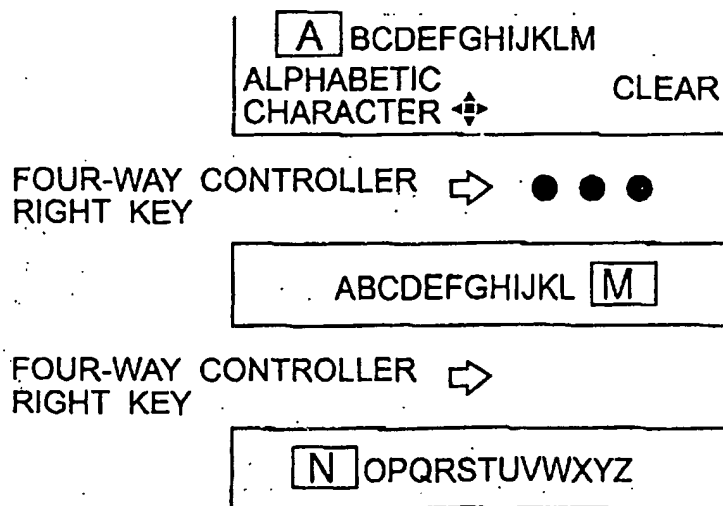 A BCDEFGHIJKLM
ALPHABETIC
CHARACTER CLEAR
FOUR-WAY CONTROLLER
RIGHT KEY
ABCDEFGHIJKL M
FOUR-WAY CONTROLLER
RIGHT KEY
N OPQRSTUVWXYZ